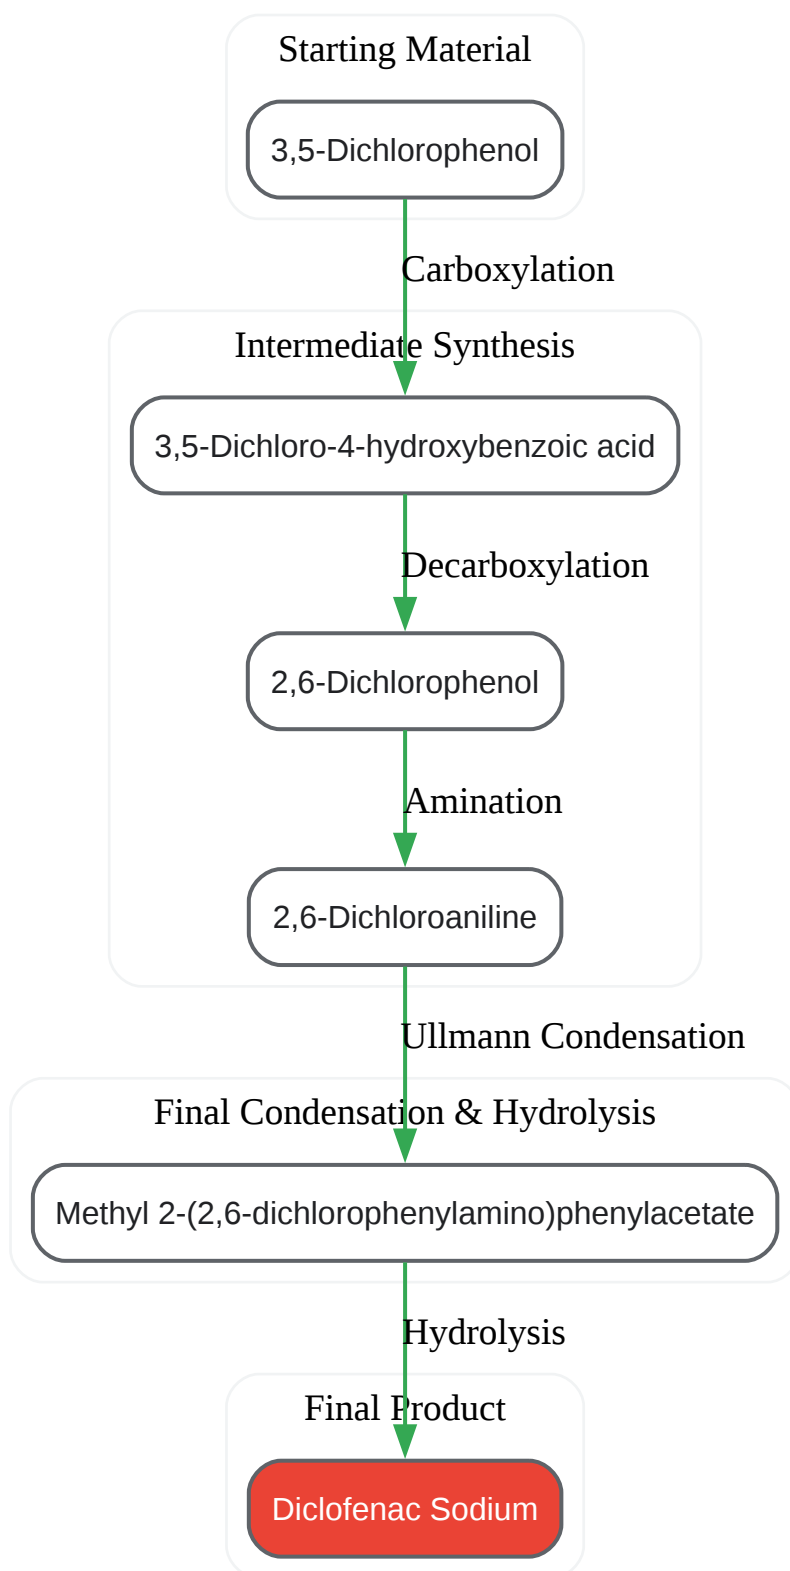 Starting Material
3,5-Dichlorophenol
Carboxylation
Intermediate Synthesis
3,5-Dichloro-4-hydroxybenzoic acid
Decarboxylation
2,6-Dichlorophenol
Amination
2,6-Dichloroaniline
Ullmann Condensation
Final Condensation & Hydrolysis
Methyl 2-(2,6-dichlorophenylamino)phenylacetate
Hydrolysis
Final Product
Diclofenac Sodium